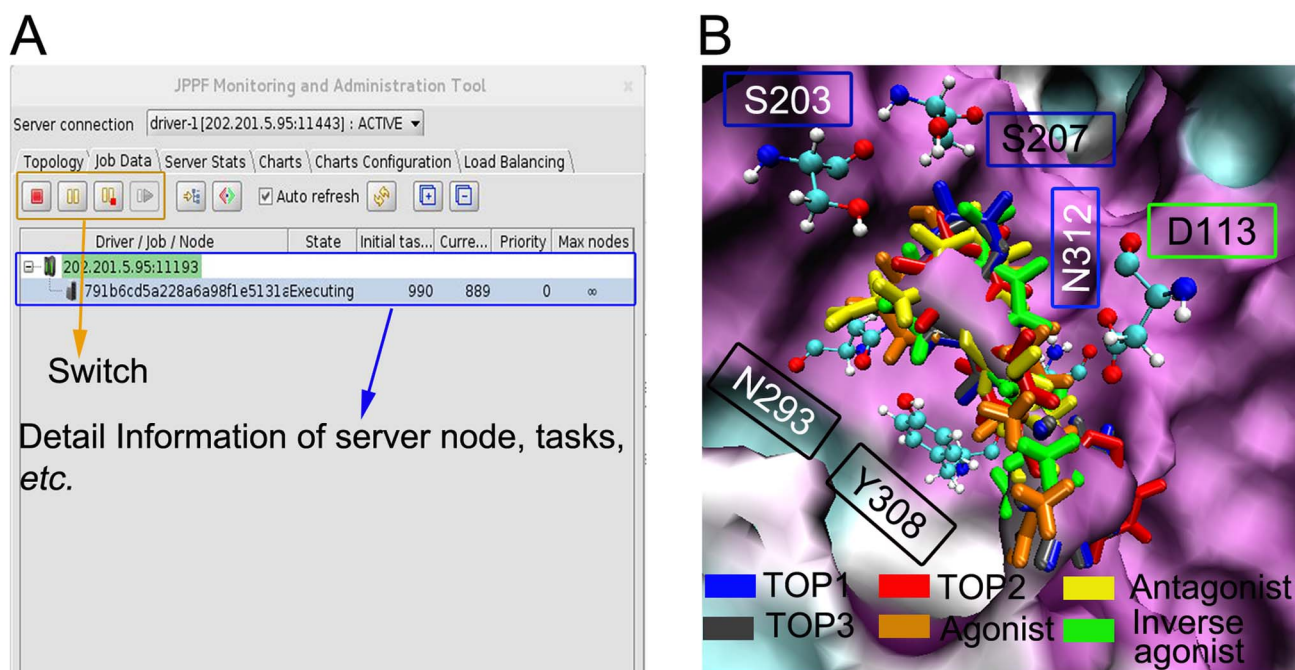 A
JPPF Monitoring and Administration Tool
Server connection driver-1[202.201.5.95:11443] : ACTIVE
Topology Job Data Server Stats Charts Charts Configuration Load Balancing
Auto refresh
Driver / Job / Node State Initial tas... Curre... Priority Max nodes
202.201.5.95:11193
791b6cd5a228a6a98f1e5131a Executing 990 889 0 ∞
Switch
Detail Information of server node, tasks,
etc.
B
S203
S207
N312
D113
N293
Y308
TOP1 TOP2 Antagonist
TOP3 Agonist Inverse
agonist